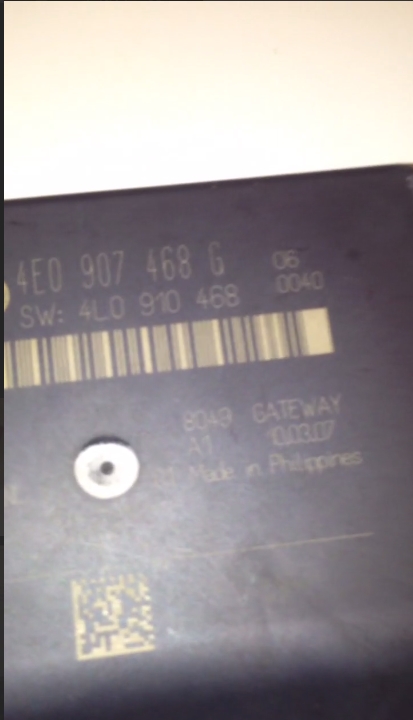 4E0 907 468 G 06
SW: 4L0 910 468 0040
8049 GATEWAY
A1 10.03.07
Made in Philippines